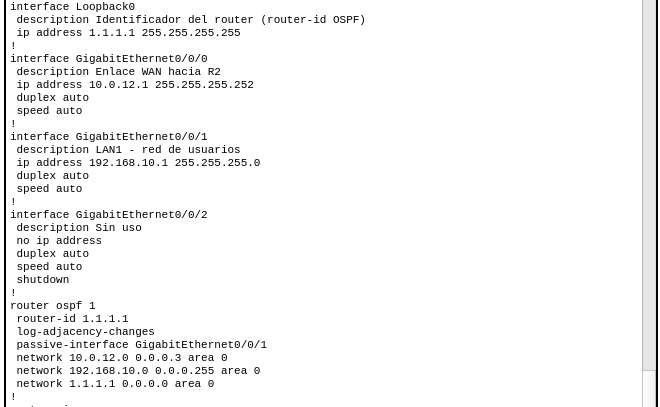 interface Loopback0
 description Identificador del router (router-id OSPF)
 ip address 1.1.1.1 255.255.255.255
!
interface GigabitEthernet0/0/0
 description Enlace WAN hacia R2
 ip address 10.0.12.1 255.255.255.252
 duplex auto
 speed auto
!
interface GigabitEthernet0/0/1
 description LAN1 - red de usuarios
 ip address 192.168.10.1 255.255.255.0
 duplex auto
 speed auto
!
interface GigabitEthernet0/0/2
 description Sin uso
 no ip address
 duplex auto
 speed auto
 shutdown
!
router ospf 1
 router-id 1.1.1.1
 log-adjacency-changes
 passive-interface GigabitEthernet0/0/1
 network 10.0.12.0 0.0.0.3 area 0
 network 192.168.10.0 0.0.0.255 area 0
 network 1.1.1.1 0.0.0.0 area 0
!